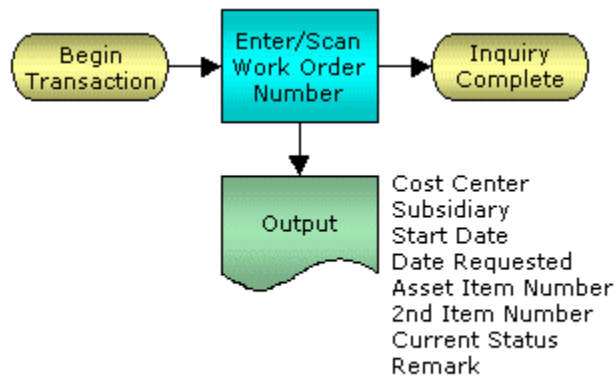 Begin
Transaction
Enter/Scan
Work Order
Number
Inquiry
Complete
Output
Cost Center
Subsidiary
Start Date
Date Requested
Asset Item Number
2nd Item Number
Current Status
Remark